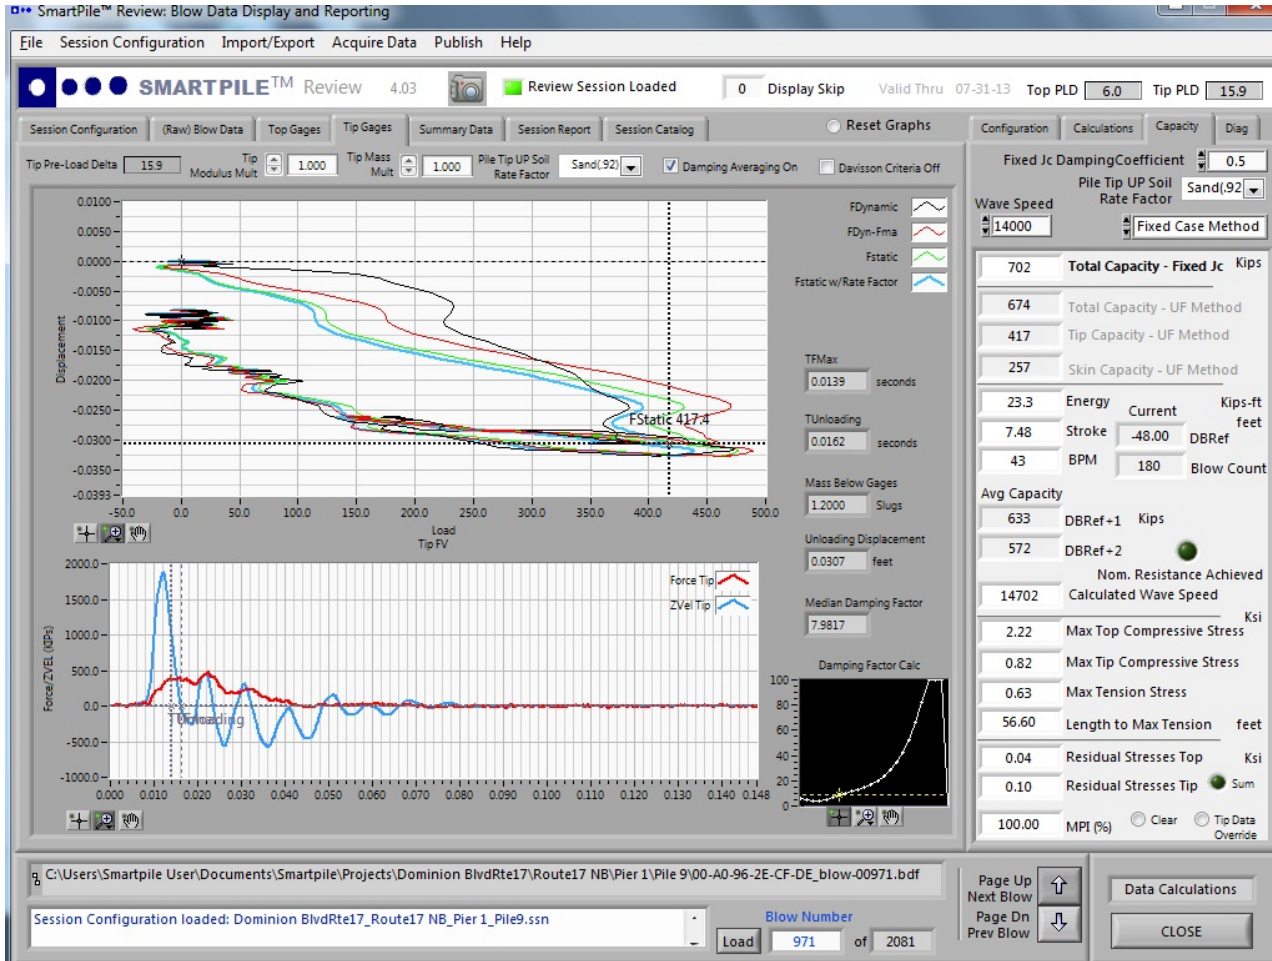 SmartPile™ Review: Blow Data Display and Reporting
File Session Configuration Import/Export Acquire Data Publish Help
SMARTPILE™ Review 4.03 Review Session Loaded 0 Display Skip Valid Thru 07-31-13 Top PLD 6.0 Tip PLD 15.9
Session Configuration (Raw) Blow Data Top Gages Tip Gages Summary Data Session Report Session Catalog Reset Graphs
Tip Pre-Load Delta 15.9 Tip Modulus Mult 1.000 Tip Mass Mult 1.000 Pile Tip UP Soil Rate Factor Sand(.92) Damping Averaging On Davisson Criteria Off
0.0100
0.0050
0.0000
-0.0050
-0.0100
-0.0150
-0.0200
-0.0250
-0.0300
-0.0350
-0.0393
Displacement
-50.0 0.0 50.0 100.0 150.0 200.0 250.0 300.0 350.0 400.0 450.0 500.0
Load
FStatic 417.4
FDynamic
FDyn-Fma
Fstatic
Fstatic w/Rate Factor
TFMax
0.0139 seconds
TUnloading
0.0162 seconds
Mass Below Gages
1.2000 Slugs
Unloading Displacement
0.0307 feet
Median Damping Factor
7.9817
Tip FV
2000.0
1500.0
1000.0
500.0
0.0
-500.0
-1000.0
Force/ZVEL (KIPs)
Force Tip
ZVel Tip
0.000 0.010 0.020 0.030 0.040 0.050 0.060 0.070 0.080 0.090 0.100 0.110 0.120 0.130 0.140 0.148
Damping Factor Calc
100
80
60
40
20
0
Configuration Calculations Capacity Diag
Fixed Jc DampingCoefficient 0.5
Pile Tip UP Soil Rate Factor Sand(.92
Wave Speed
14000 Fixed Case Method
702 Total Capacity - Fixed Jc Kips
674 Total Capacity - UF Method
417 Tip Capacity - UF Method
257 Skin Capacity - UF Method
23.3 Energy Kips-ft
7.48 Stroke feet
43 BPM
Current
-48.00 DBRef
180 Blow Count
Avg Capacity
633 DBRef+1 Kips
572 DBRef+2
Nom. Resistance Achieved
14702 Calculated Wave Speed
Ksi
2.22 Max Top Compressive Stress
0.82 Max Tip Compressive Stress
0.63 Max Tension Stress
56.60 Length to Max Tension feet
0.04 Residual Stresses Top Ksi
0.10 Residual Stresses Tip Sum
100.00 MPI (%) Clear Tip Data Override
C:\Users\Smartpile User\Documents\Smartpile\Projects\Dominion BlvdRte17\Route17 NB\Pier 1\Pile 9\00-A0-96-2E-CF-DE_blow-00971.bdf
Session Configuration loaded: Dominion BlvdRte17_Route17 NB_Pier 1_Pile9.ssn
Blow Number
Load 971 of 2081
Page Up
Next Blow
Page Dn
Prev Blow
Data Calculations
CLOSE